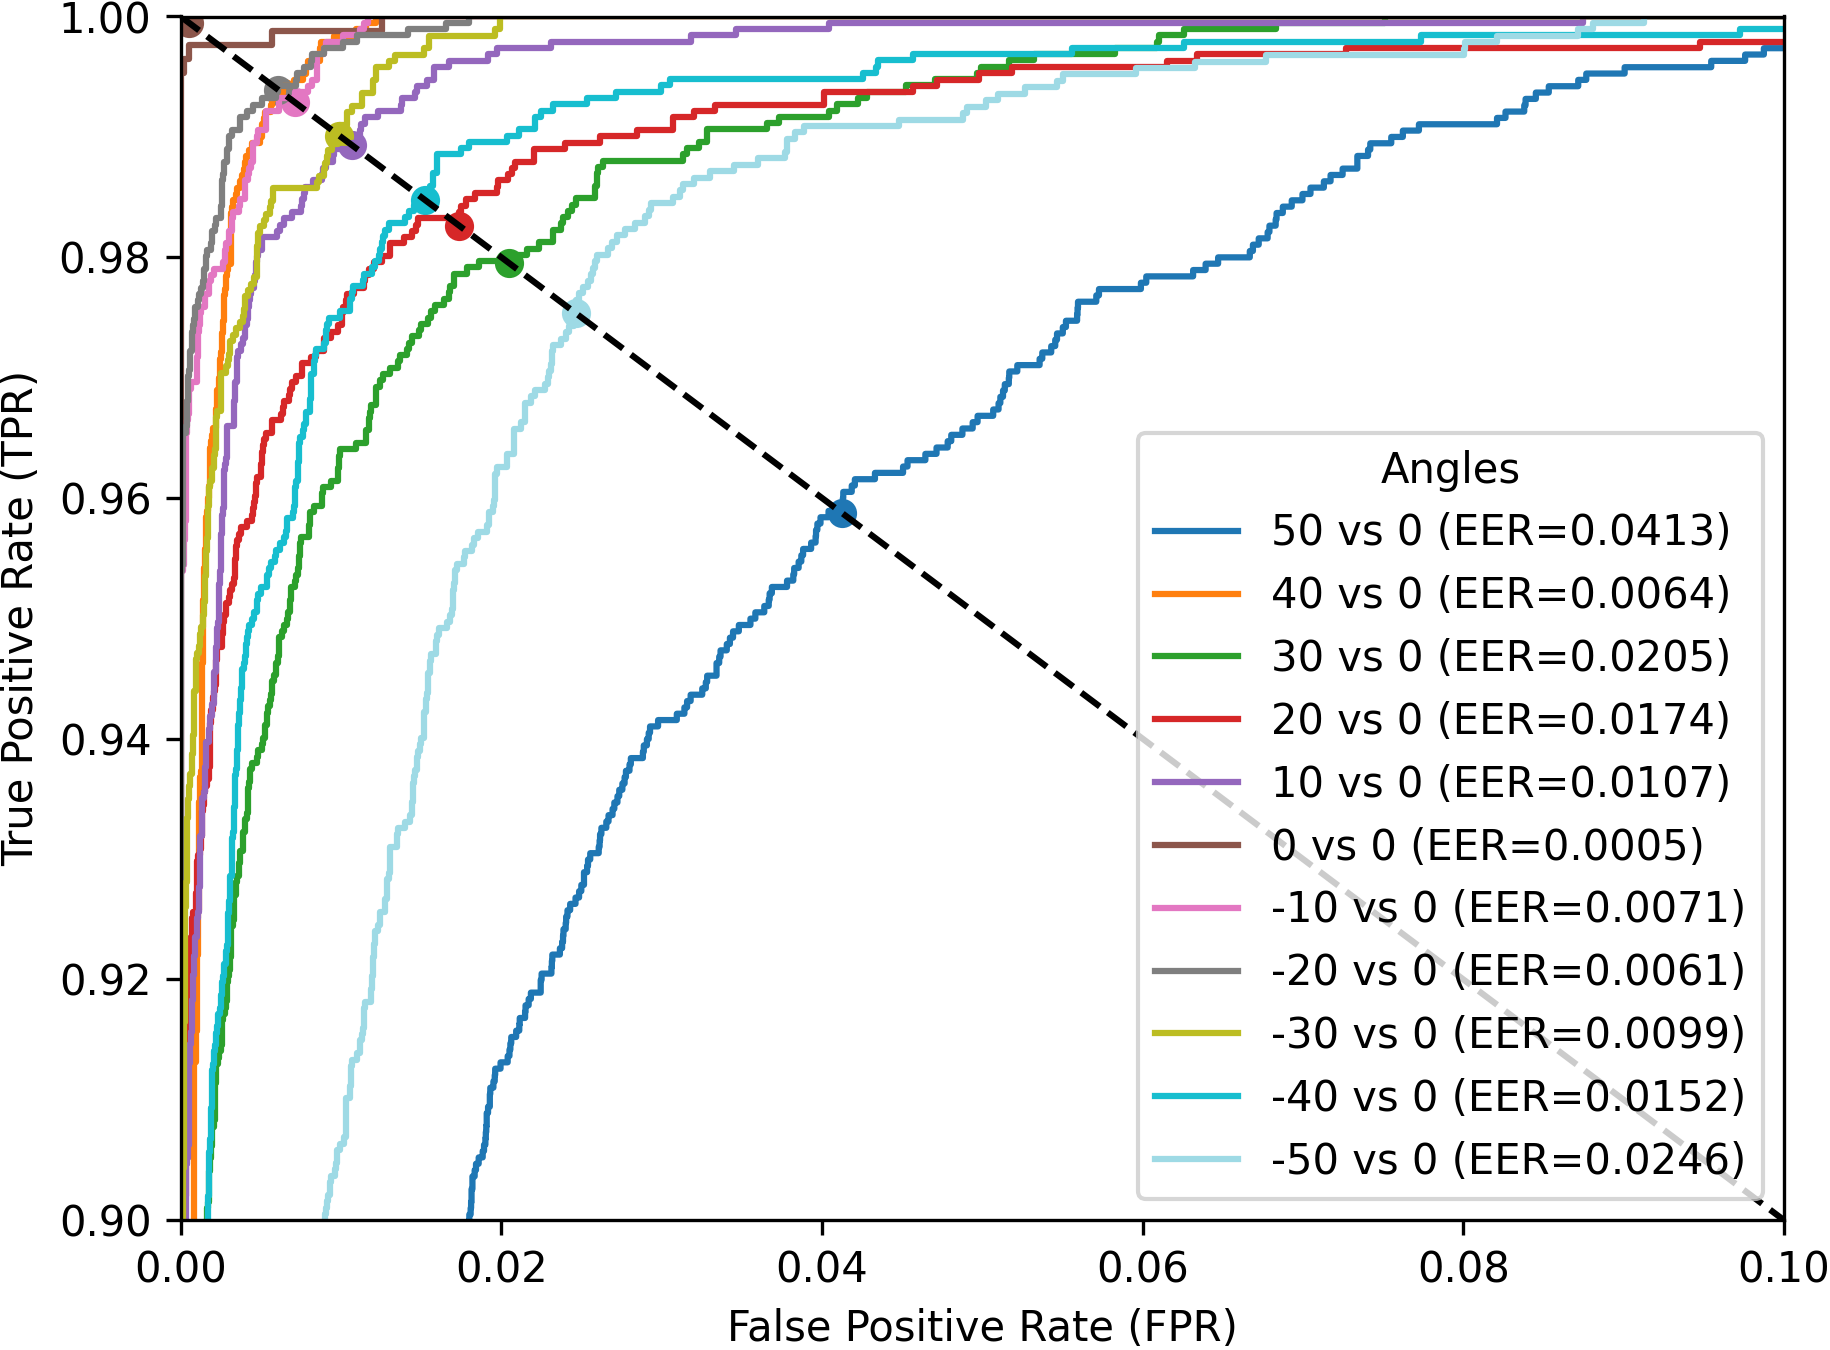 1.00
0.98
0.96
0.94
0.92
0.90
True Positive Rate (TPR)
0.00 0.02 0.04 0.06 0.08 0.10
False Positive Rate (FPR)
Angles
50 vs 0 (EER=0.0413)
40 vs 0 (EER=0.0064)
30 vs 0 (EER=0.0205)
20 vs 0 (EER=0.0174)
10 vs 0 (EER=0.0107)
0 vs 0 (EER=0.0005)
-10 vs 0 (EER=0.0071)
-20 vs 0 (EER=0.0061)
-30 vs 0 (EER=0.0099)
-40 vs 0 (EER=0.0152)
-50 vs 0 (EER=0.0246)